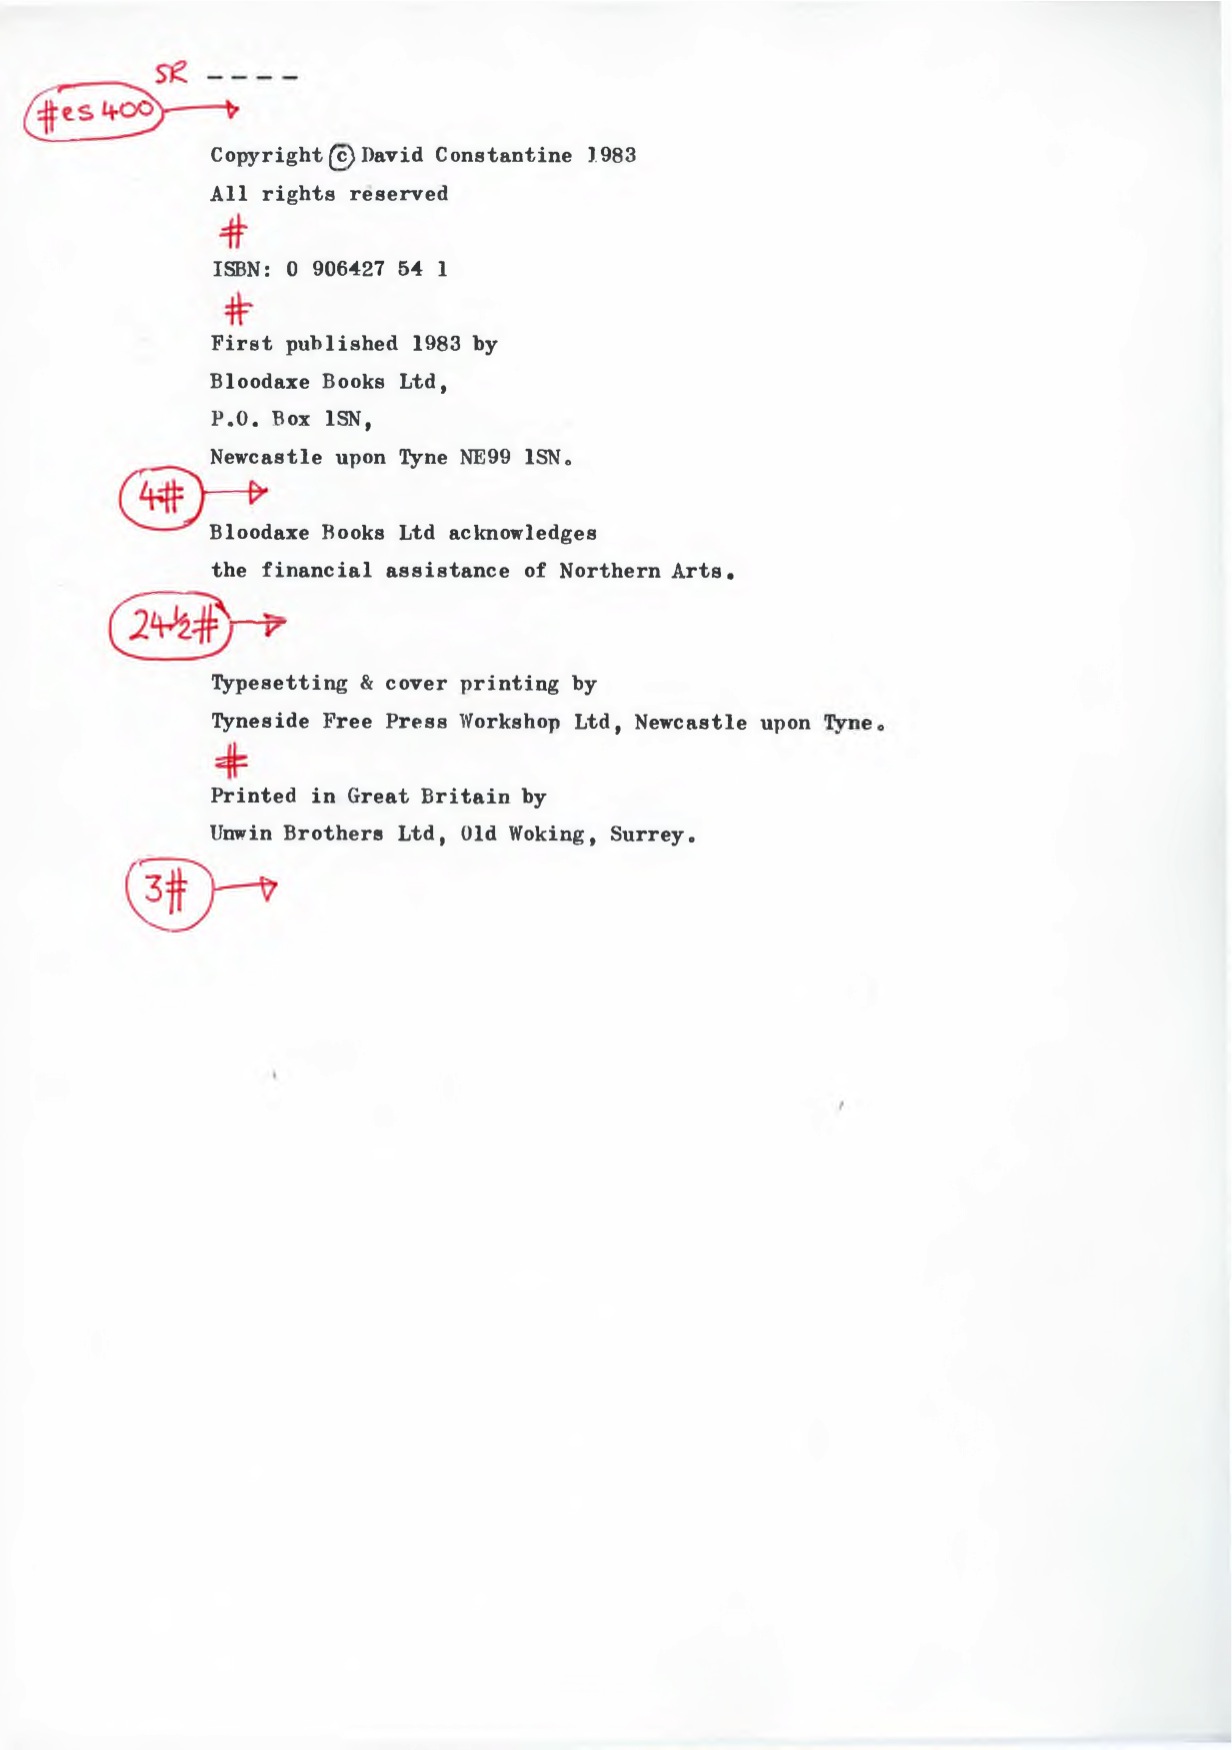 SR ----
#es400
Copyright © David Constantine 1983
All rights reserved
#
ISBN: 0 906427 54 1
#
First published 1983 by
Bloodaxe Books Ltd,
P.O. Box 1SN,
Newcastle upon Tyne NE99 1SN.
4#
Bloodaxe Books Ltd acknowledges
the financial assistance of Northern Arts.
24½#
Typesetting & cover printing by
Tyneside Free Press Workshop Ltd, Newcastle upon Tyne.
#
Printed in Great Britain by
Unwin Brothers Ltd, Old Woking, Surrey.
3#